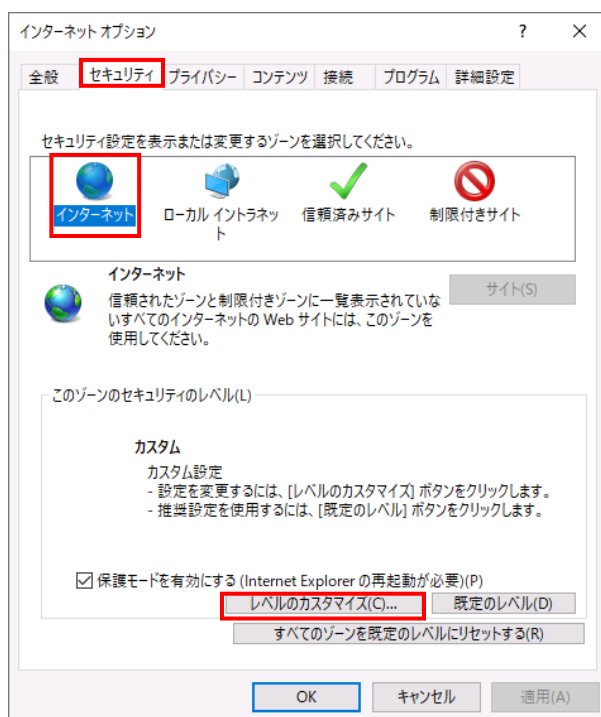 インターネット オプション ? ×
全般 セキュリティ プライバシー コンテンツ 接続 プログラム 詳細設定
セキュリティ設定を表示または変更するゾーンを選択してください。
インターネット ローカル イントラネッ 信頼済みサイト 制限付きサイト
ト
インターネット
サイト(S)
信頼されたゾーンと制限付きゾーンに一覧表示されていな
いすべてのインターネットの Web サイトには、このゾーンを
使用してください。
このゾーンのセキュリティのレベル(L)
カスタム
カスタム設定
- 設定を変更するには、[レベルのカスタマイズ] ボタンをクリックします。
- 推奨設定を使用するには、[既定のレベル] ボタンをクリックします。
保護モードを有効にする (Internet Explorer の再起動が必要)(P)
レベルのカスタマイズ(C)... 既定のレベル(D)
すべてのゾーンを既定のレベルにリセットする(R)
OK キャンセル 適用(A)